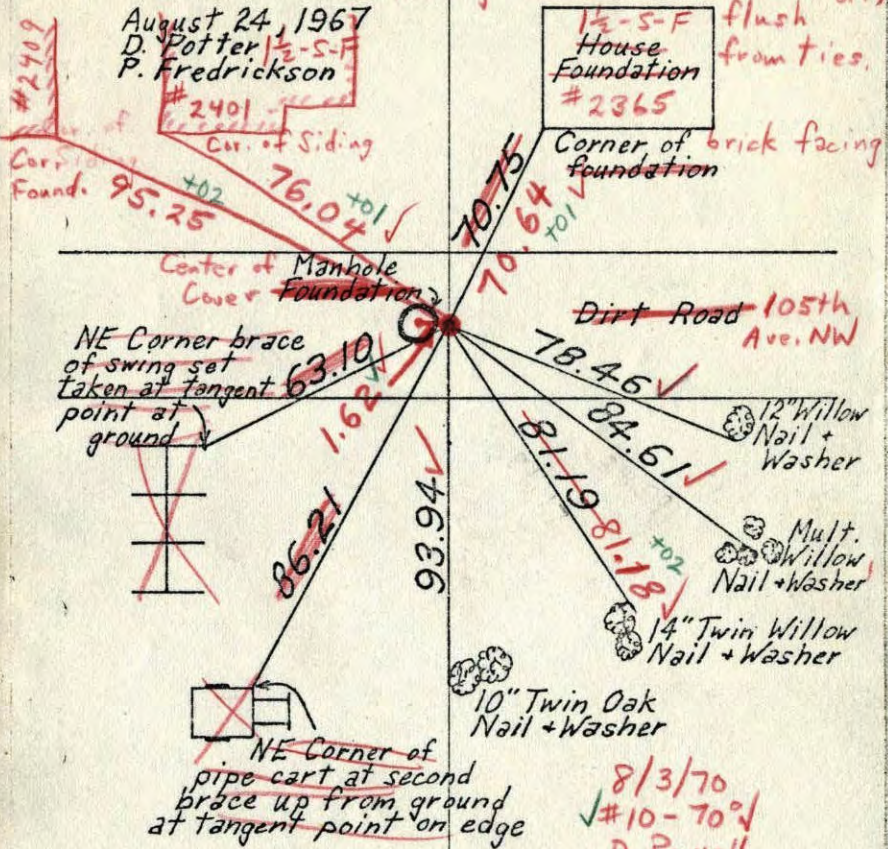 August 24, 1967
D. Potter
P. Fredrickson
#2409
1½-S-F
#2401
Cor. of Siding
1½-S-F
House
Foundation
#2365
flush
from ties.
Corner of brick facing
foundation
Cor. Siding
Found.
95.25
+02
76.04
+01 ✓
70.75
70.64
+01 ✓
Center of Manhole
Cover Foundation
Dirt Road 105th
Ave. NW
NE Corner brace
of swing set
taken at tangent
point at
ground
63.10
1.62 ✓
86.21
93.94 ✓
78.46 ✓
84.61 ✓
81.19
81.18 ✓
+02
12" Willow
Nail +
Washer
Mult.
Willow
Nail + Washer
14" Twin Willow
Nail + Washer
10" Twin Oak
Nail + Washer
NE Corner of
pipe cart at second
brace up from ground
at tangent point on edge
8/3/70
✓ #10-70° ✓